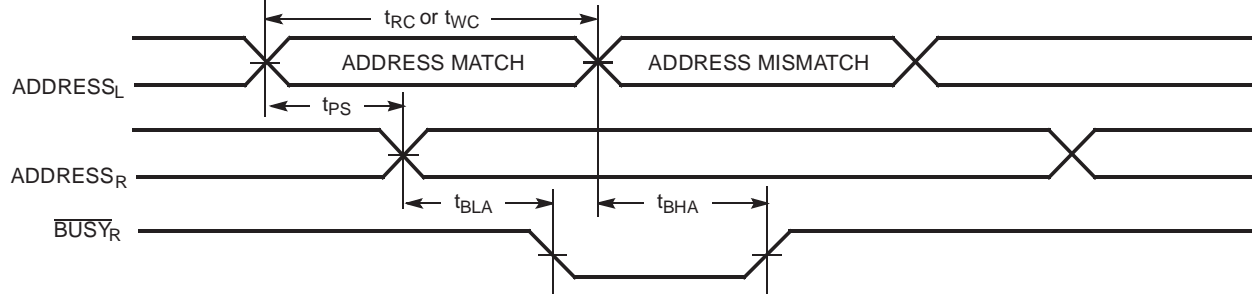 tRC or tWC
ADDRESS MATCH
ADDRESS MISMATCH
ADDRESSL
tPS
ADDRESSR
tBLA
tBHA
BUSYR